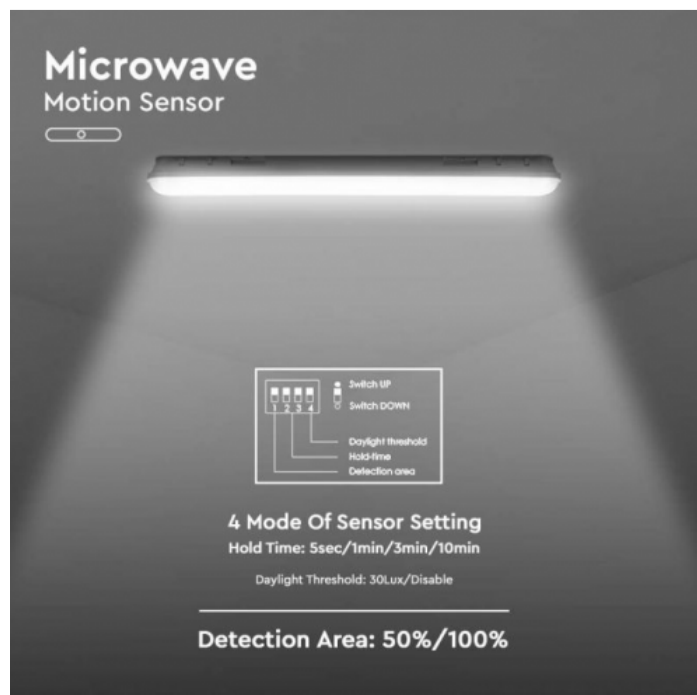 Microwave
Motion Sensor
Switch UP
1 2 3 4
Switch DOWN
Daylight threshold
Hold-time
Detection area
4 Mode Of Sensor Setting
Hold Time: 5sec/1min/3min/10min
Daylight Threshold: 30Lux/Disable
Detection Area: 50%/100%